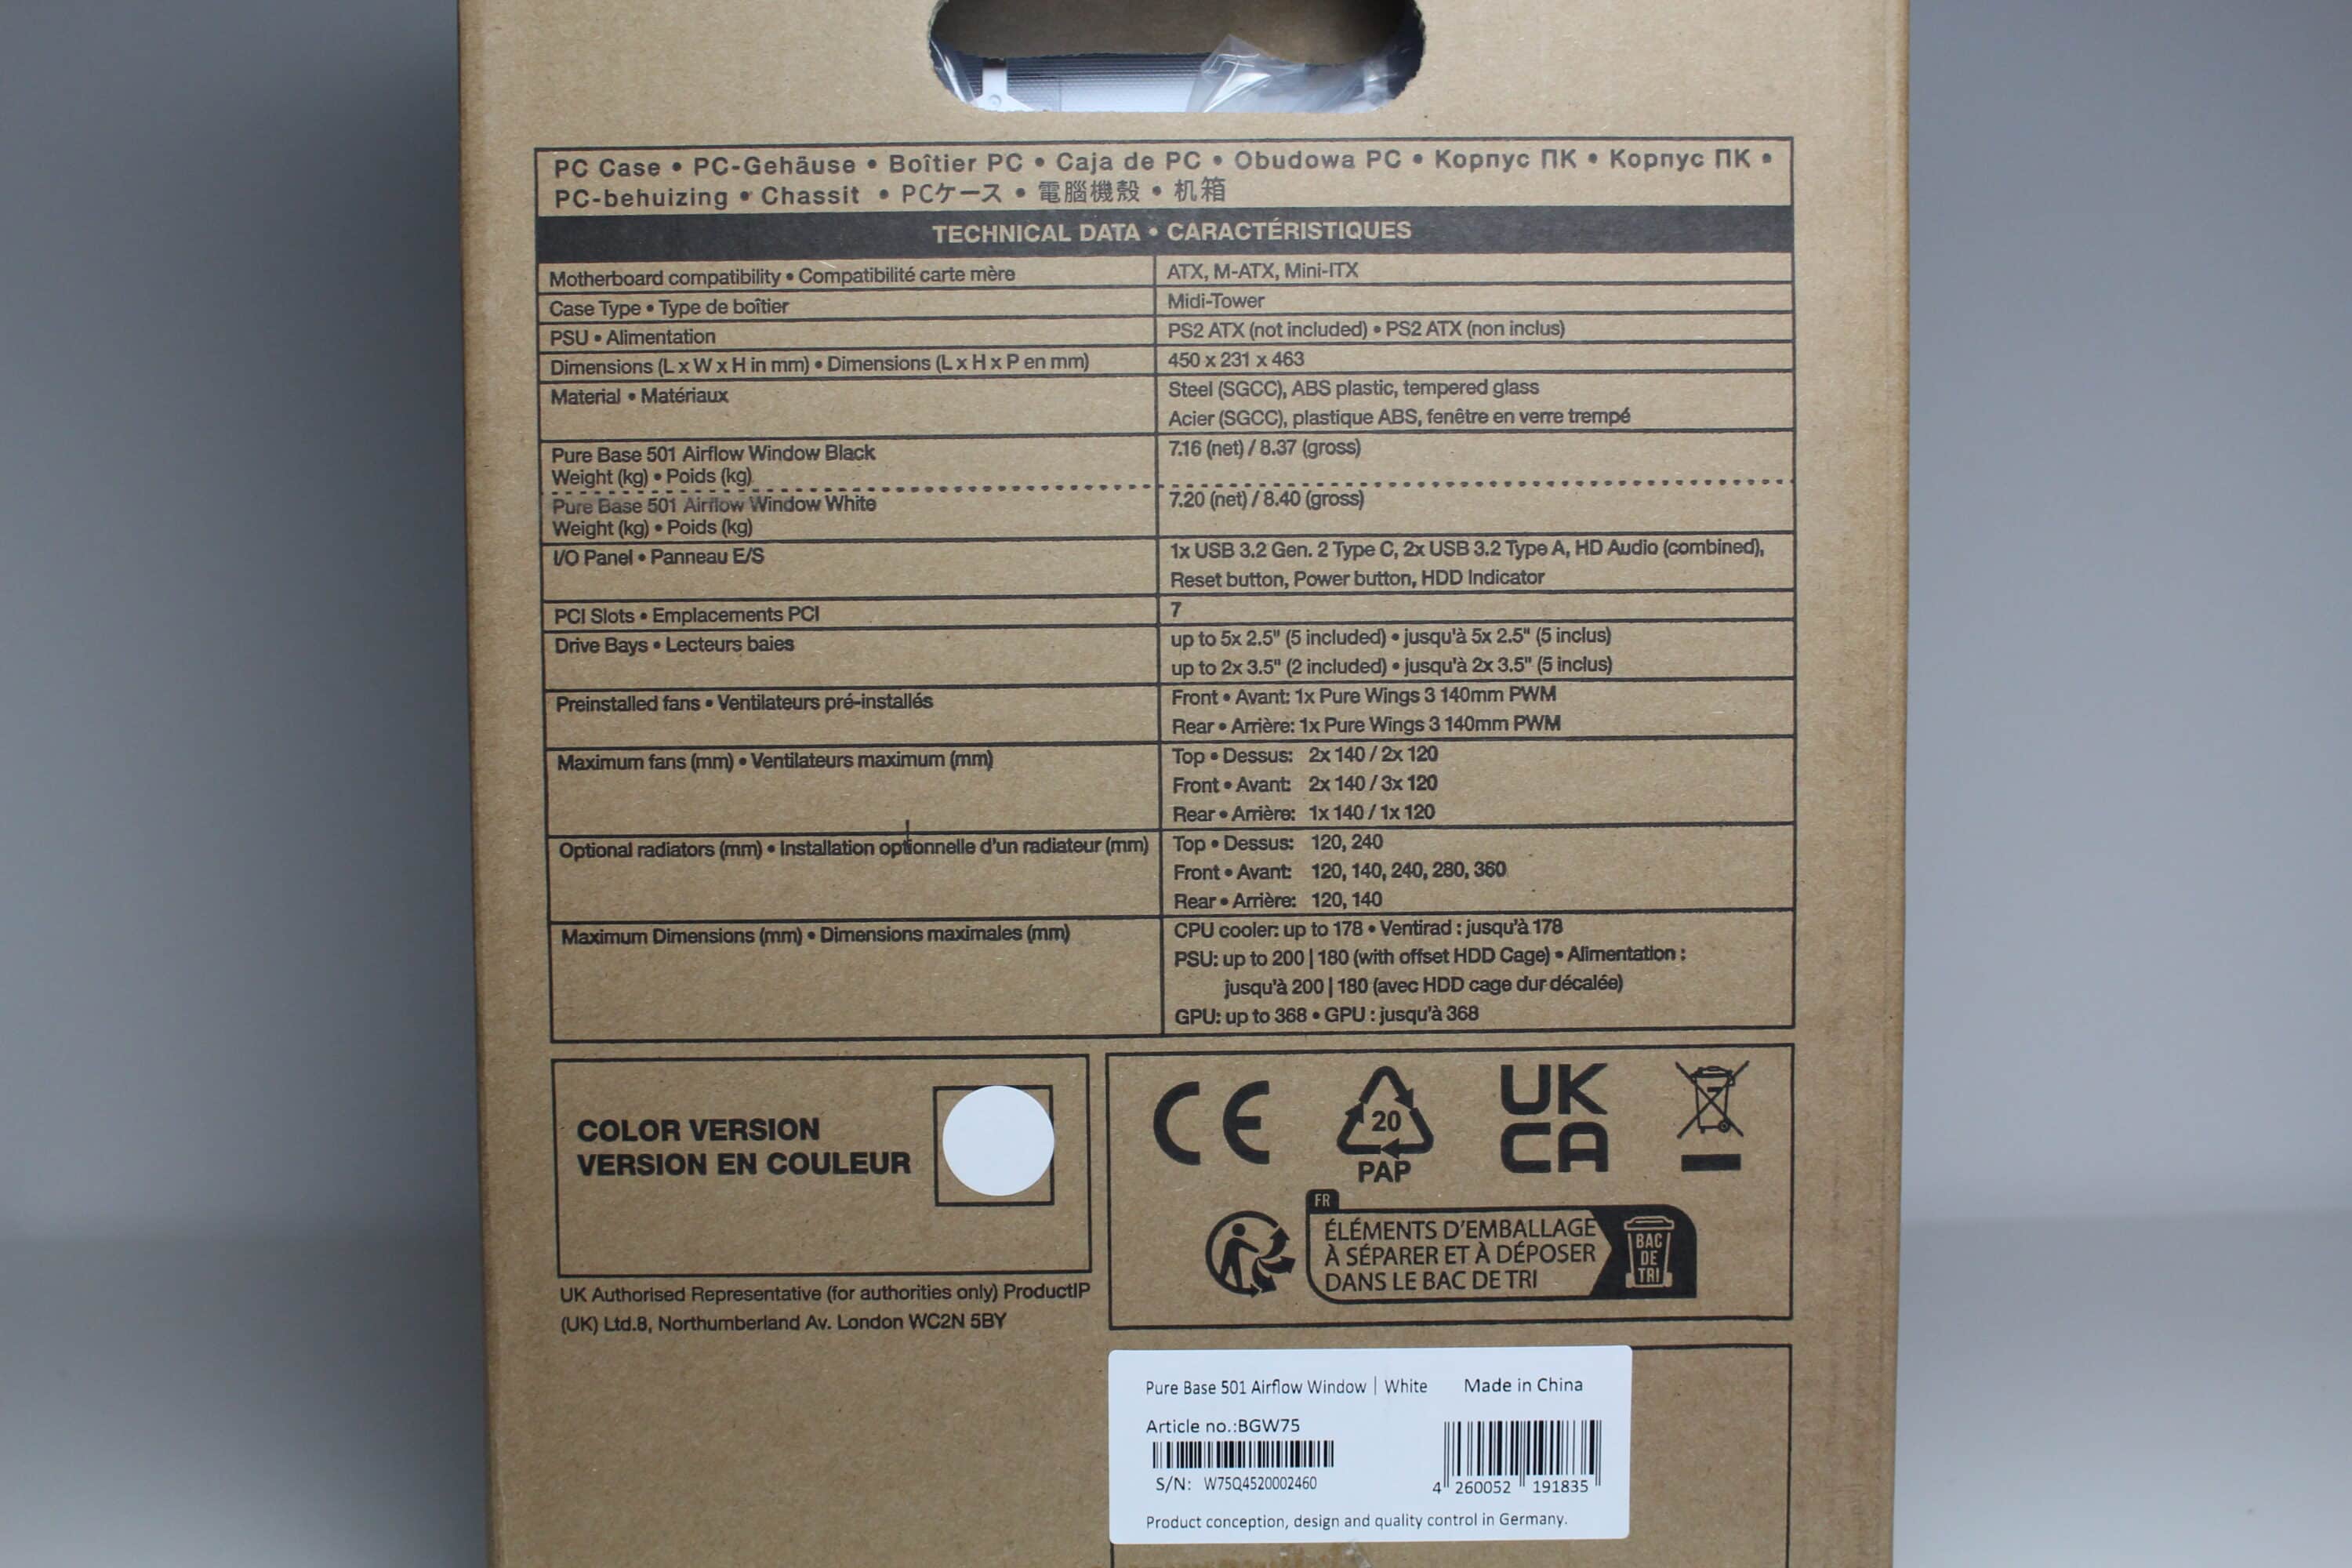 PC Case • PC-Gehäuse • Boîtier PC • Caja de PC • Obudowa PC • Корпус ПК • Корпус ПК •
PC-behuizing • Chassit • PCケース • 電腦機殼 • 机箱
TECHNICAL DATA • CARACTÉRISTIQUES
Motherboard compatibility • Compatibilité carte mère
ATX, M-ATX, Mini-ITX
Case Type • Type de boîtier
Midi-Tower
PSU • Alimentation
PS2 ATX (not included) • PS2 ATX (non inclus)
Dimensions (L x W x H in mm) • Dimensions (L x H x P en mm)
450 x 231 x 463
Material • Matériaux
Steel (SGCC), ABS plastic, tempered glass
Acier (SGCC), plastique ABS, fenêtre en verre trempé
Pure Base 501 Airflow Window Black
Weight (kg) • Poids (kg)
7.16 (net) / 8.37 (gross)
Pure Base 501 Airflow Window White
Weight (kg) • Poids (kg)
7.20 (net) / 8.40 (gross)
I/O Panel • Panneau E/S
1x USB 3.2 Gen. 2 Type C, 2x USB 3.2 Type A, HD Audio (combined),
Reset button, Power button, HDD Indicator
PCI Slots • Emplacements PCI
7
Drive Bays • Lecteurs baies
up to 5x 2.5" (5 included) • jusqu'à 5x 2.5" (5 inclus)
up to 2x 3.5" (2 included) • jusqu'à 2x 3.5" (5 inclus)
Preinstalled fans • Ventilateurs pré-installés
Front • Avant: 1x Pure Wings 3 140mm PWM
Rear • Arrière: 1x Pure Wings 3 140mm PWM
Maximum fans (mm) • Ventilateurs maximum (mm)
Top • Dessus: 2x 140 / 2x 120
Front • Avant: 2x 140 / 3x 120
Rear • Arrière: 1x 140 / 1x 120
Optional radiators (mm) • Installation optionnelle d'un radiateur (mm)
Top • Dessus: 120, 240
Front • Avant: 120, 140, 240, 280, 360
Rear • Arrière: 120, 140
Maximum Dimensions (mm) • Dimensions maximales (mm)
CPU cooler: up to 178 • Ventirad : jusqu'à 178
PSU: up to 200 | 180 (with offset HDD Cage) • Alimentation :
jusqu'à 200 | 180 (avec HDD cage dur décalée)
GPU: up to 368 • GPU : jusqu'à 368
COLOR VERSION
VERSION EN COULEUR
CE
20
PAP
UK
CA
FR
ÉLÉMENTS D'EMBALLAGE
À SÉPARER ET À DÉPOSER
DANS LE BAC DE TRI
BAC
DE
TRI
UK Authorised Representative (for authorities only) ProductIP
(UK) Ltd.8, Northumberland Av. London WC2N 5BY
Pure Base 501 Airflow Window | White Made in China
Article no.:BGW75
S/N: W75Q4520002460
4 260052 191835
Product conception, design and quality control in Germany.